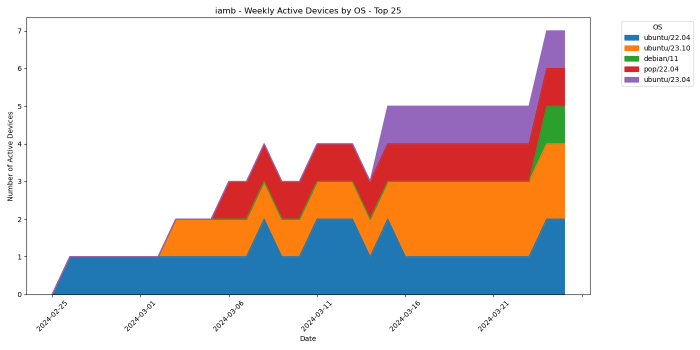 iamb - Weekly Active Devices by OS - Top 25
OS
ubuntu/22.04
ubuntu/23.10
debian/11
pop/22.04
ubuntu/23.04
Number of Active Devices
7
6
5
4
3
2
1
0
2024-02-25
2024-03-01
2024-03-06
2024-03-11
2024-03-16
2024-03-21
Date